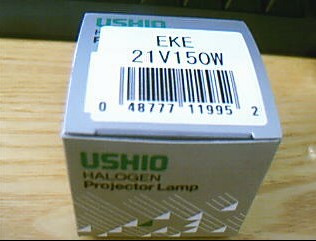 USHIO
EKE
21V150W
0 48777 11995 2
USHIO
HALOGEN
Projector Lamp